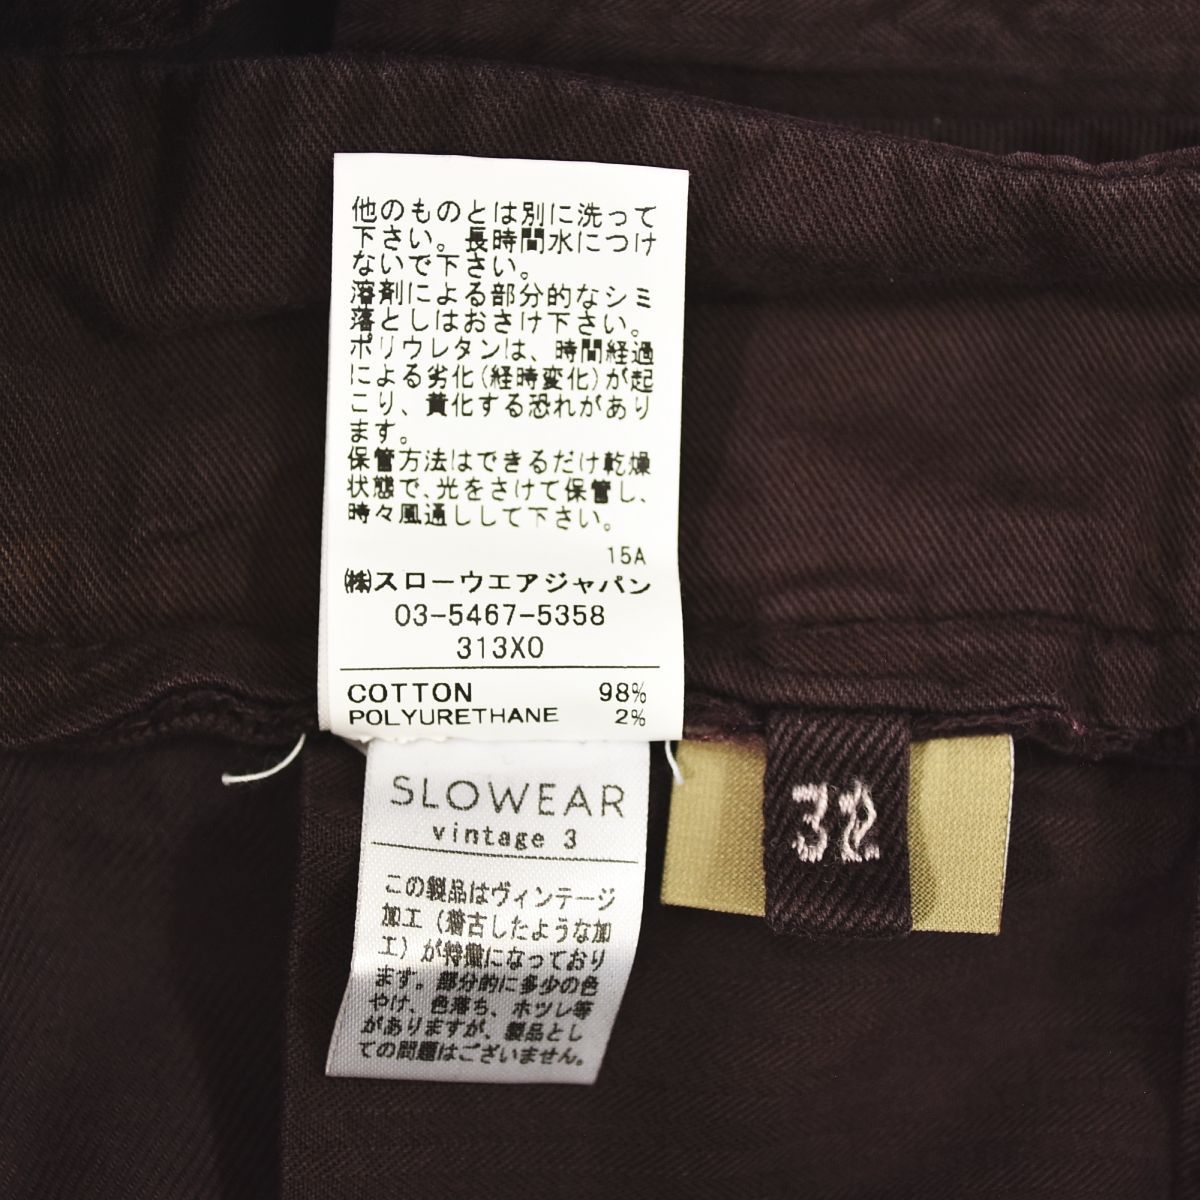 他のものとは別に洗って
下さい。長時間水につけ
ないで下さい。
溶剤による部分的なシミ
落としはおさけ下さい。
ポリウレタンは、時間経過
による劣化(経時変化)が起
こり、黄化する恐れがあり
ます。
保管方法はできるだけ乾燥
状態で、光をさけて保管し、
時々風通しして下さい。
15A
㈱スローウエアジャパン
03-5467-5358
313X0
COTTON 98%
POLYURETHANE 2%
SLOWEAR
vintage 3
この製品はヴィンテージ
加工(着古したような加
工)が特徴になっており
ます。部分的に多少の色
やけ、色落ち、ホツレ等
がありますが、製品とし
ての問題はございません。
32